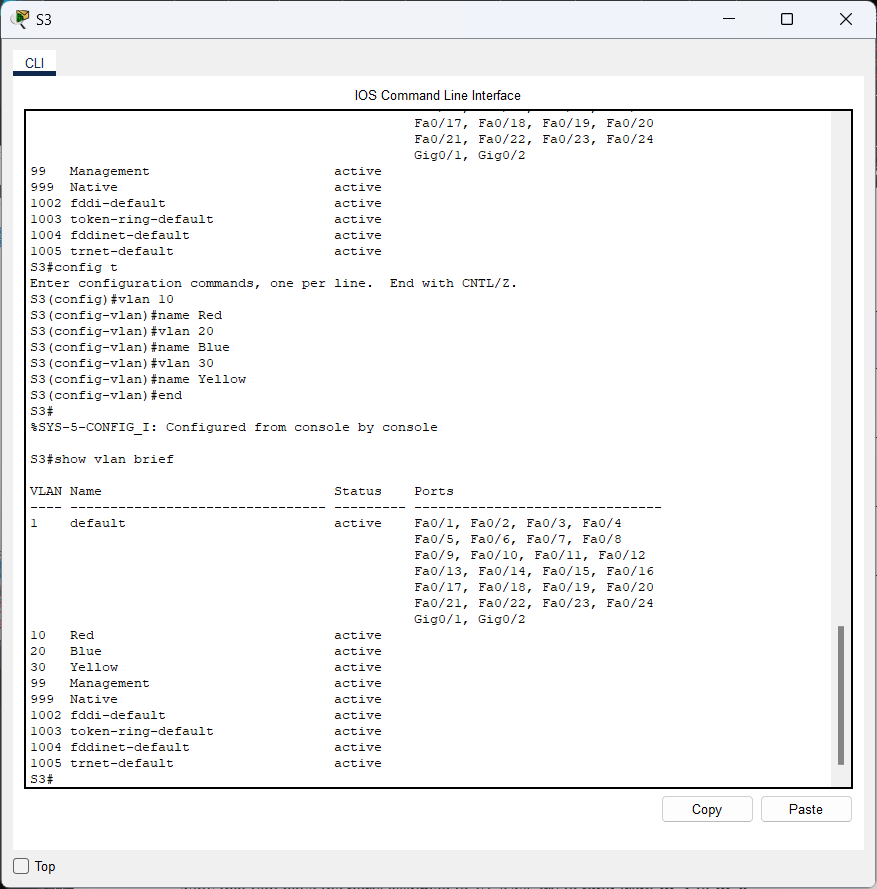 S3
CLI
IOS Command Line Interface
Fa0/17, Fa0/18, Fa0/19, Fa0/20
Fa0/21, Fa0/22, Fa0/23, Fa0/24
Gig0/1, Gig0/2
99   Management                       active
999  Native                           active
1002 fddi-default                     active
1003 token-ring-default               active
1004 fddinet-default                  active
1005 trnet-default                    active
S3#config t
Enter configuration commands, one per line.  End with CNTL/Z.
S3(config)#vlan 10
S3(config-vlan)#name Red
S3(config-vlan)#vlan 20
S3(config-vlan)#name Blue
S3(config-vlan)#vlan 30
S3(config-vlan)#name Yellow
S3(config-vlan)#end
S3#
%SYS-5-CONFIG_I: Configured from console by console
S3#show vlan brief
VLAN Name                             Status    Ports
---- -------------------------------- --------- -------------------------------
1    default                          active    Fa0/1, Fa0/2, Fa0/3, Fa0/4
Fa0/5, Fa0/6, Fa0/7, Fa0/8
Fa0/9, Fa0/10, Fa0/11, Fa0/12
Fa0/13, Fa0/14, Fa0/15, Fa0/16
Fa0/17, Fa0/18, Fa0/19, Fa0/20
Fa0/21, Fa0/22, Fa0/23, Fa0/24
Gig0/1, Gig0/2
10   Red                              active
20   Blue                             active
30   Yellow                           active
99   Management                       active
999  Native                           active
1002 fddi-default                     active
1003 token-ring-default               active
1004 fddinet-default                  active
1005 trnet-default                    active
S3#
Copy
Paste
Top